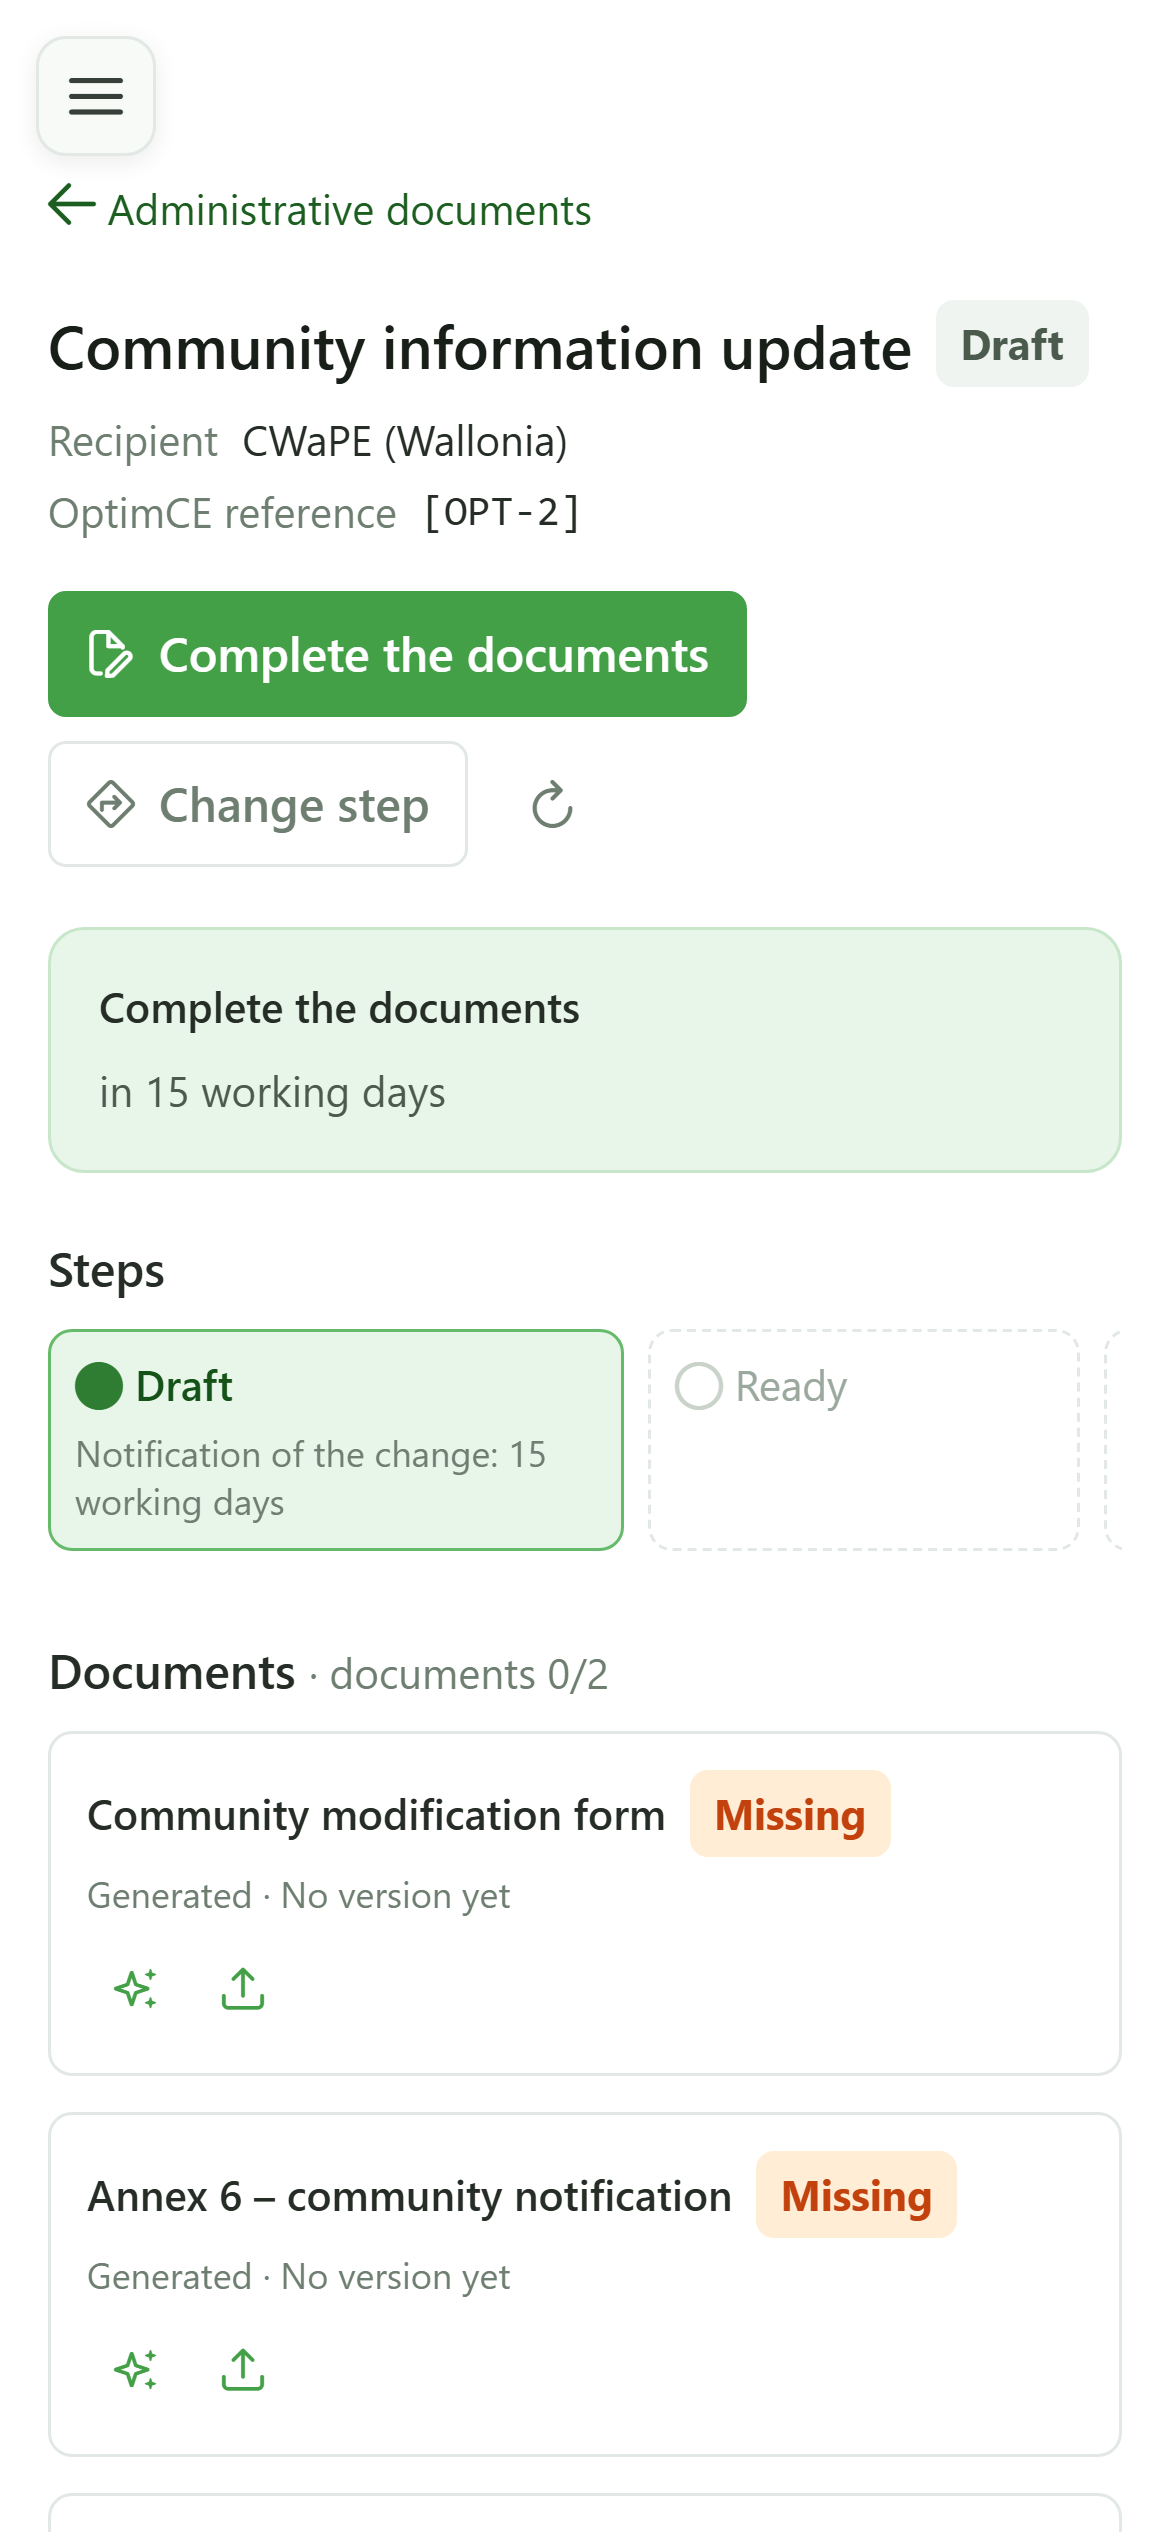 Administrative documents
Community information update Draft
Recipient CWaPE (Wallonia)
OptimCE reference [OPT-2]
Complete the documents
Change step
Complete the documents
in 15 working days
Steps
Draft
Notification of the change: 15
working days
Ready
Documents · documents 0/2
Community modification form Missing
Generated · No version yet
Annex 6 – community notification Missing
Generated · No version yet